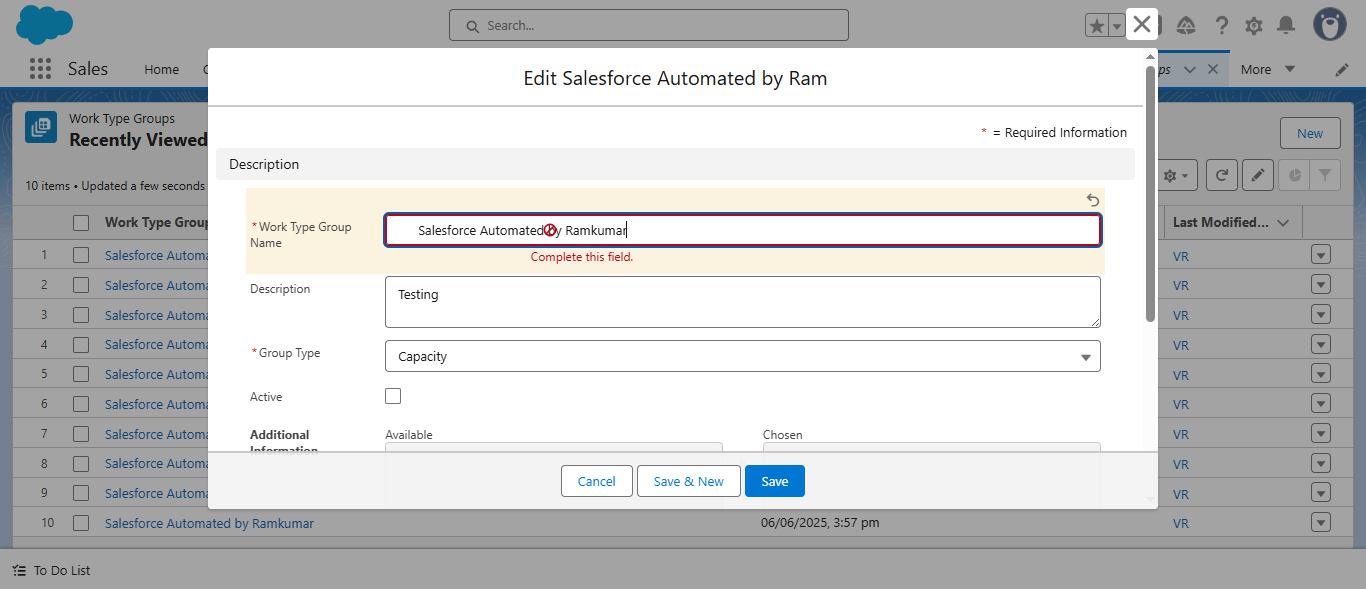 Search...
Sales
Home
ps
More
Work Type Groups
Recently Viewed
New
10 items • Updated a few seconds
Work Type Group
Last Modified...
1 Salesforce Automa VR
2 Salesforce Automa VR
3 Salesforce Automa VR
4 Salesforce Automa VR
5 Salesforce Automa VR
6 Salesforce Automa VR
7 Salesforce Automa VR
8 Salesforce Automa VR
9 Salesforce Automa VR
10 Salesforce Automated by Ramkumar 06/06/2025, 3:57 pm VR
Edit Salesforce Automated by Ram
* = Required Information
Description
*Work Type Group
Name
Salesforce Automated by Ramkumar
Complete this field.
Description
Testing
*Group Type
Capacity
Active
Additional
Information
Available
Chosen
Cancel
Save & New
Save
To Do List